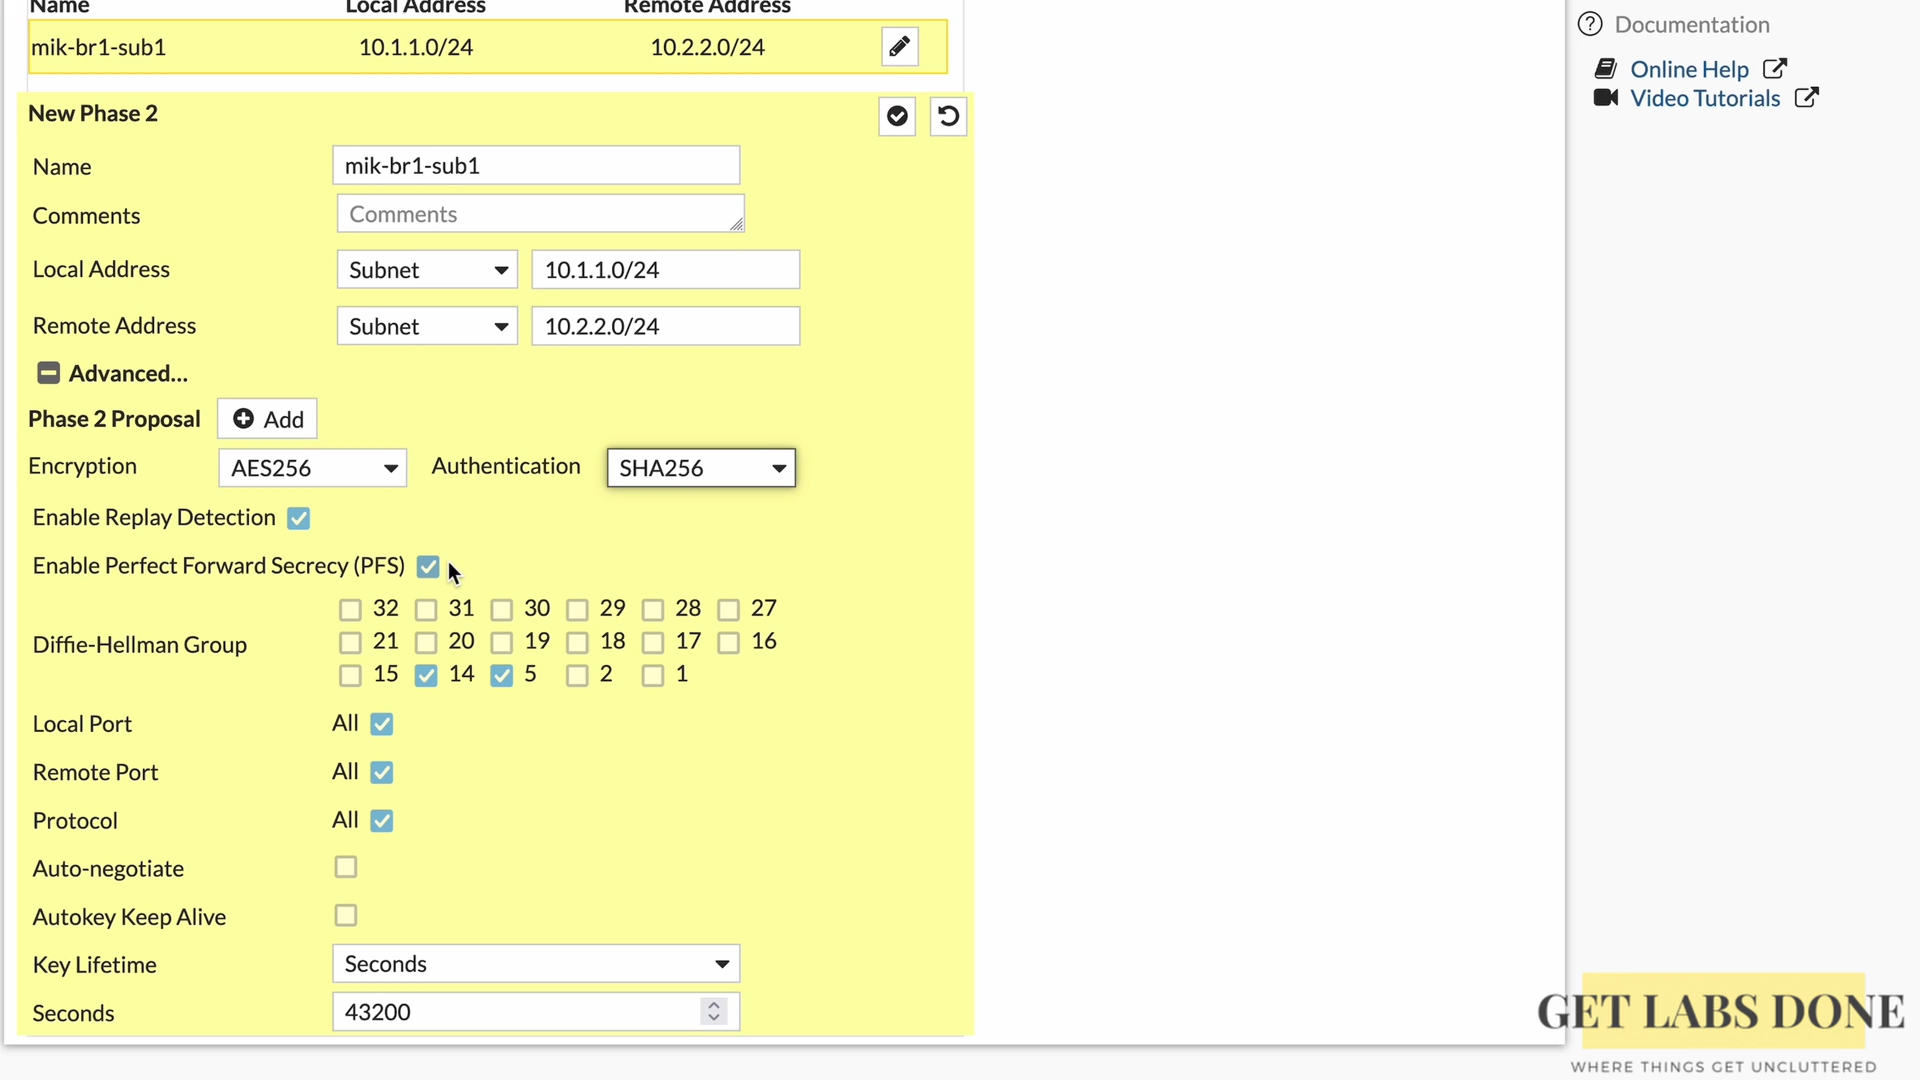 Name Local Address Remote Address
mik-br1-sub1 10.1.1.0/24 10.2.2.0/24
New Phase 2
Name mik-br1-sub1
Comments Comments
Local Address Subnet 10.1.1.0/24
Remote Address Subnet 10.2.2.0/24
Advanced...
Phase 2 Proposal Add
Encryption AES256 Authentication SHA256
Enable Replay Detection
Enable Perfect Forward Secrecy (PFS)
32 31 30 29 28 27
Diffie-Hellman Group 21 20 19 18 17 16
15 14 5 2 1
Local Port All
Remote Port All
Protocol All
Auto-negotiate
Autokey Keep Alive
Key Lifetime Seconds
Seconds 43200
Documentation
Online Help
Video Tutorials
GET LABS DONE
WHERE THINGS GET UNCLUTTERED